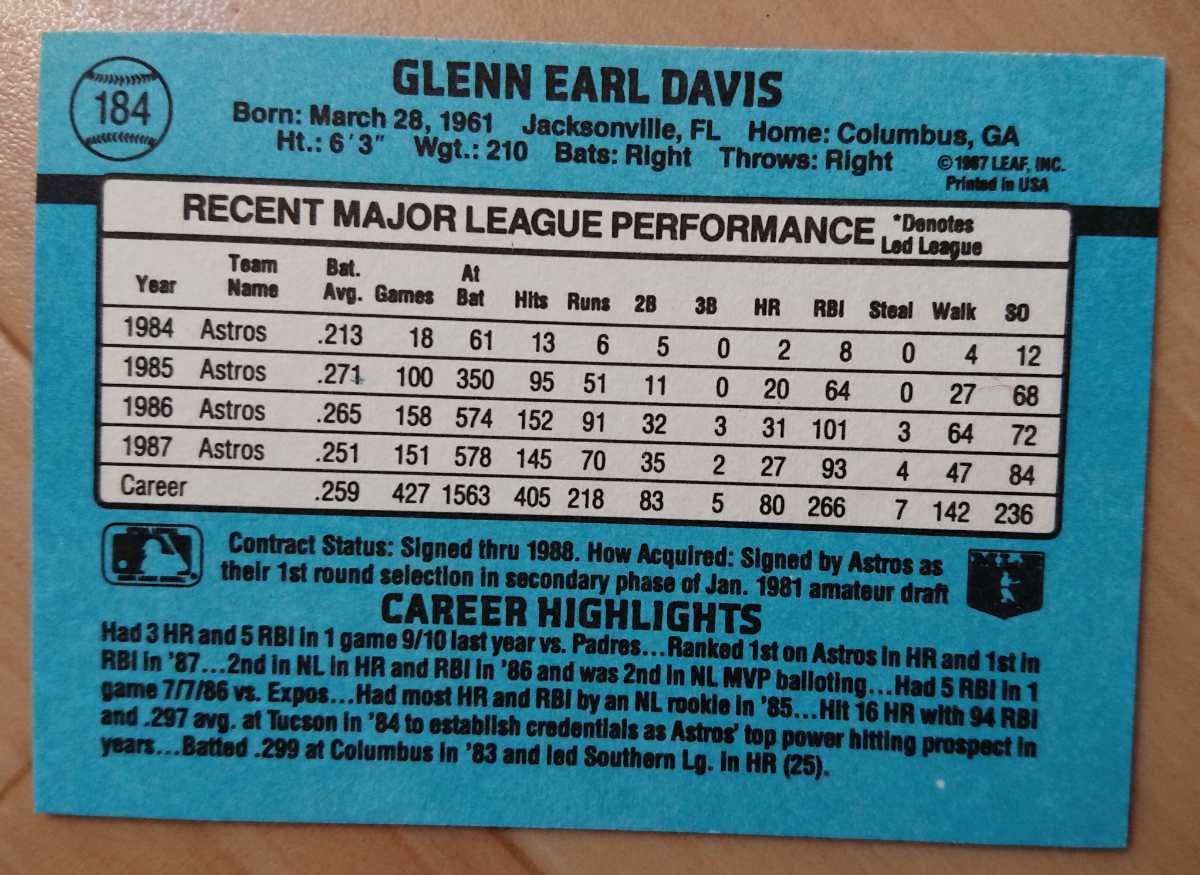 184
GLENN EARL DAVIS
Born: March 28, 1961 Jacksonville, FL Home: Columbus, GA
Ht.: 6'3" Wgt.: 210 Bats: Right Throws: Right ©1987 LEAF, INC.
Printed in USA
RECENT MAJOR LEAGUE PERFORMANCE *Denotes
Led League
Year Team Name Bat. Avg. Games At Bat Hits Runs 2B 3B HR RBI Steal Walk SO
1984 Astros .213 18 61 13 6 5 0 2 8 0 4 12
1985 Astros .271 100 350 95 51 11 0 20 64 0 27 68
1986 Astros .265 158 574 152 91 32 3 31 101 3 64 72
1987 Astros .251 151 578 145 70 35 2 27 93 4 47 84
Career .259 427 1563 405 218 83 5 80 266 7 142 236
Contract Status: Signed thru 1988. How Acquired: Signed by Astros as
their 1st round selection in secondary phase of Jan. 1981 amateur draft
MLB
CAREER HIGHLIGHTS
Had 3 HR and 5 RBI in 1 game 9/10 last year vs. Padres...Ranked 1st on Astros in HR and 1st in
RBI in '87...2nd in NL in HR and RBI in '86 and was 2nd in NL MVP balloting...Had 5 RBI in 1
game 7/7/86 vs. Expos...Had most HR and RBI by an NL rookie in '85...Hit 16 HR with 94 RBI
and .297 avg. at Tucson in '84 to establish credentials as Astros' top power hitting prospect in
years...Batted .299 at Columbus in '83 and led Southern Lg. in HR (25).